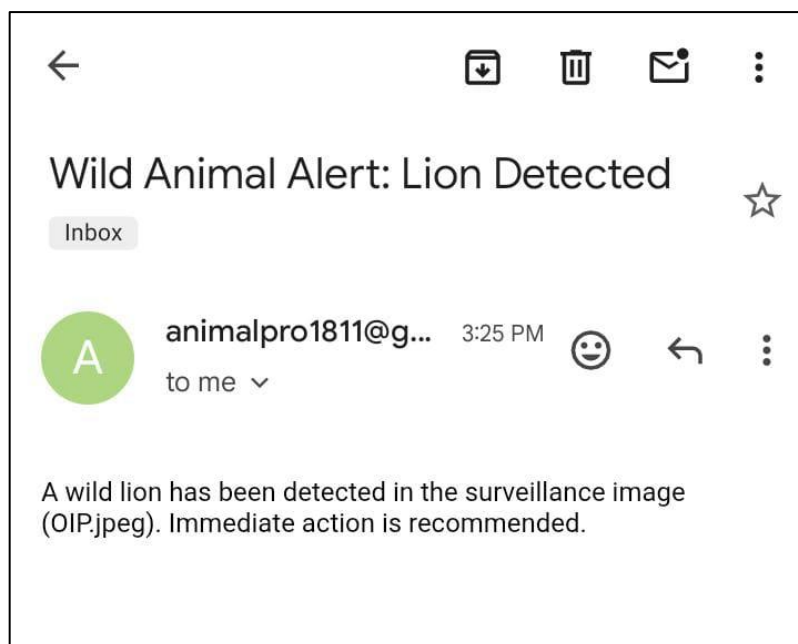 Wild Animal Alert: Lion Detected
Inbox
A
animalpro1811@g... 3:25 PM
to me
A wild lion has been detected in the surveillance image
(OIP.jpeg). Immediate action is recommended.